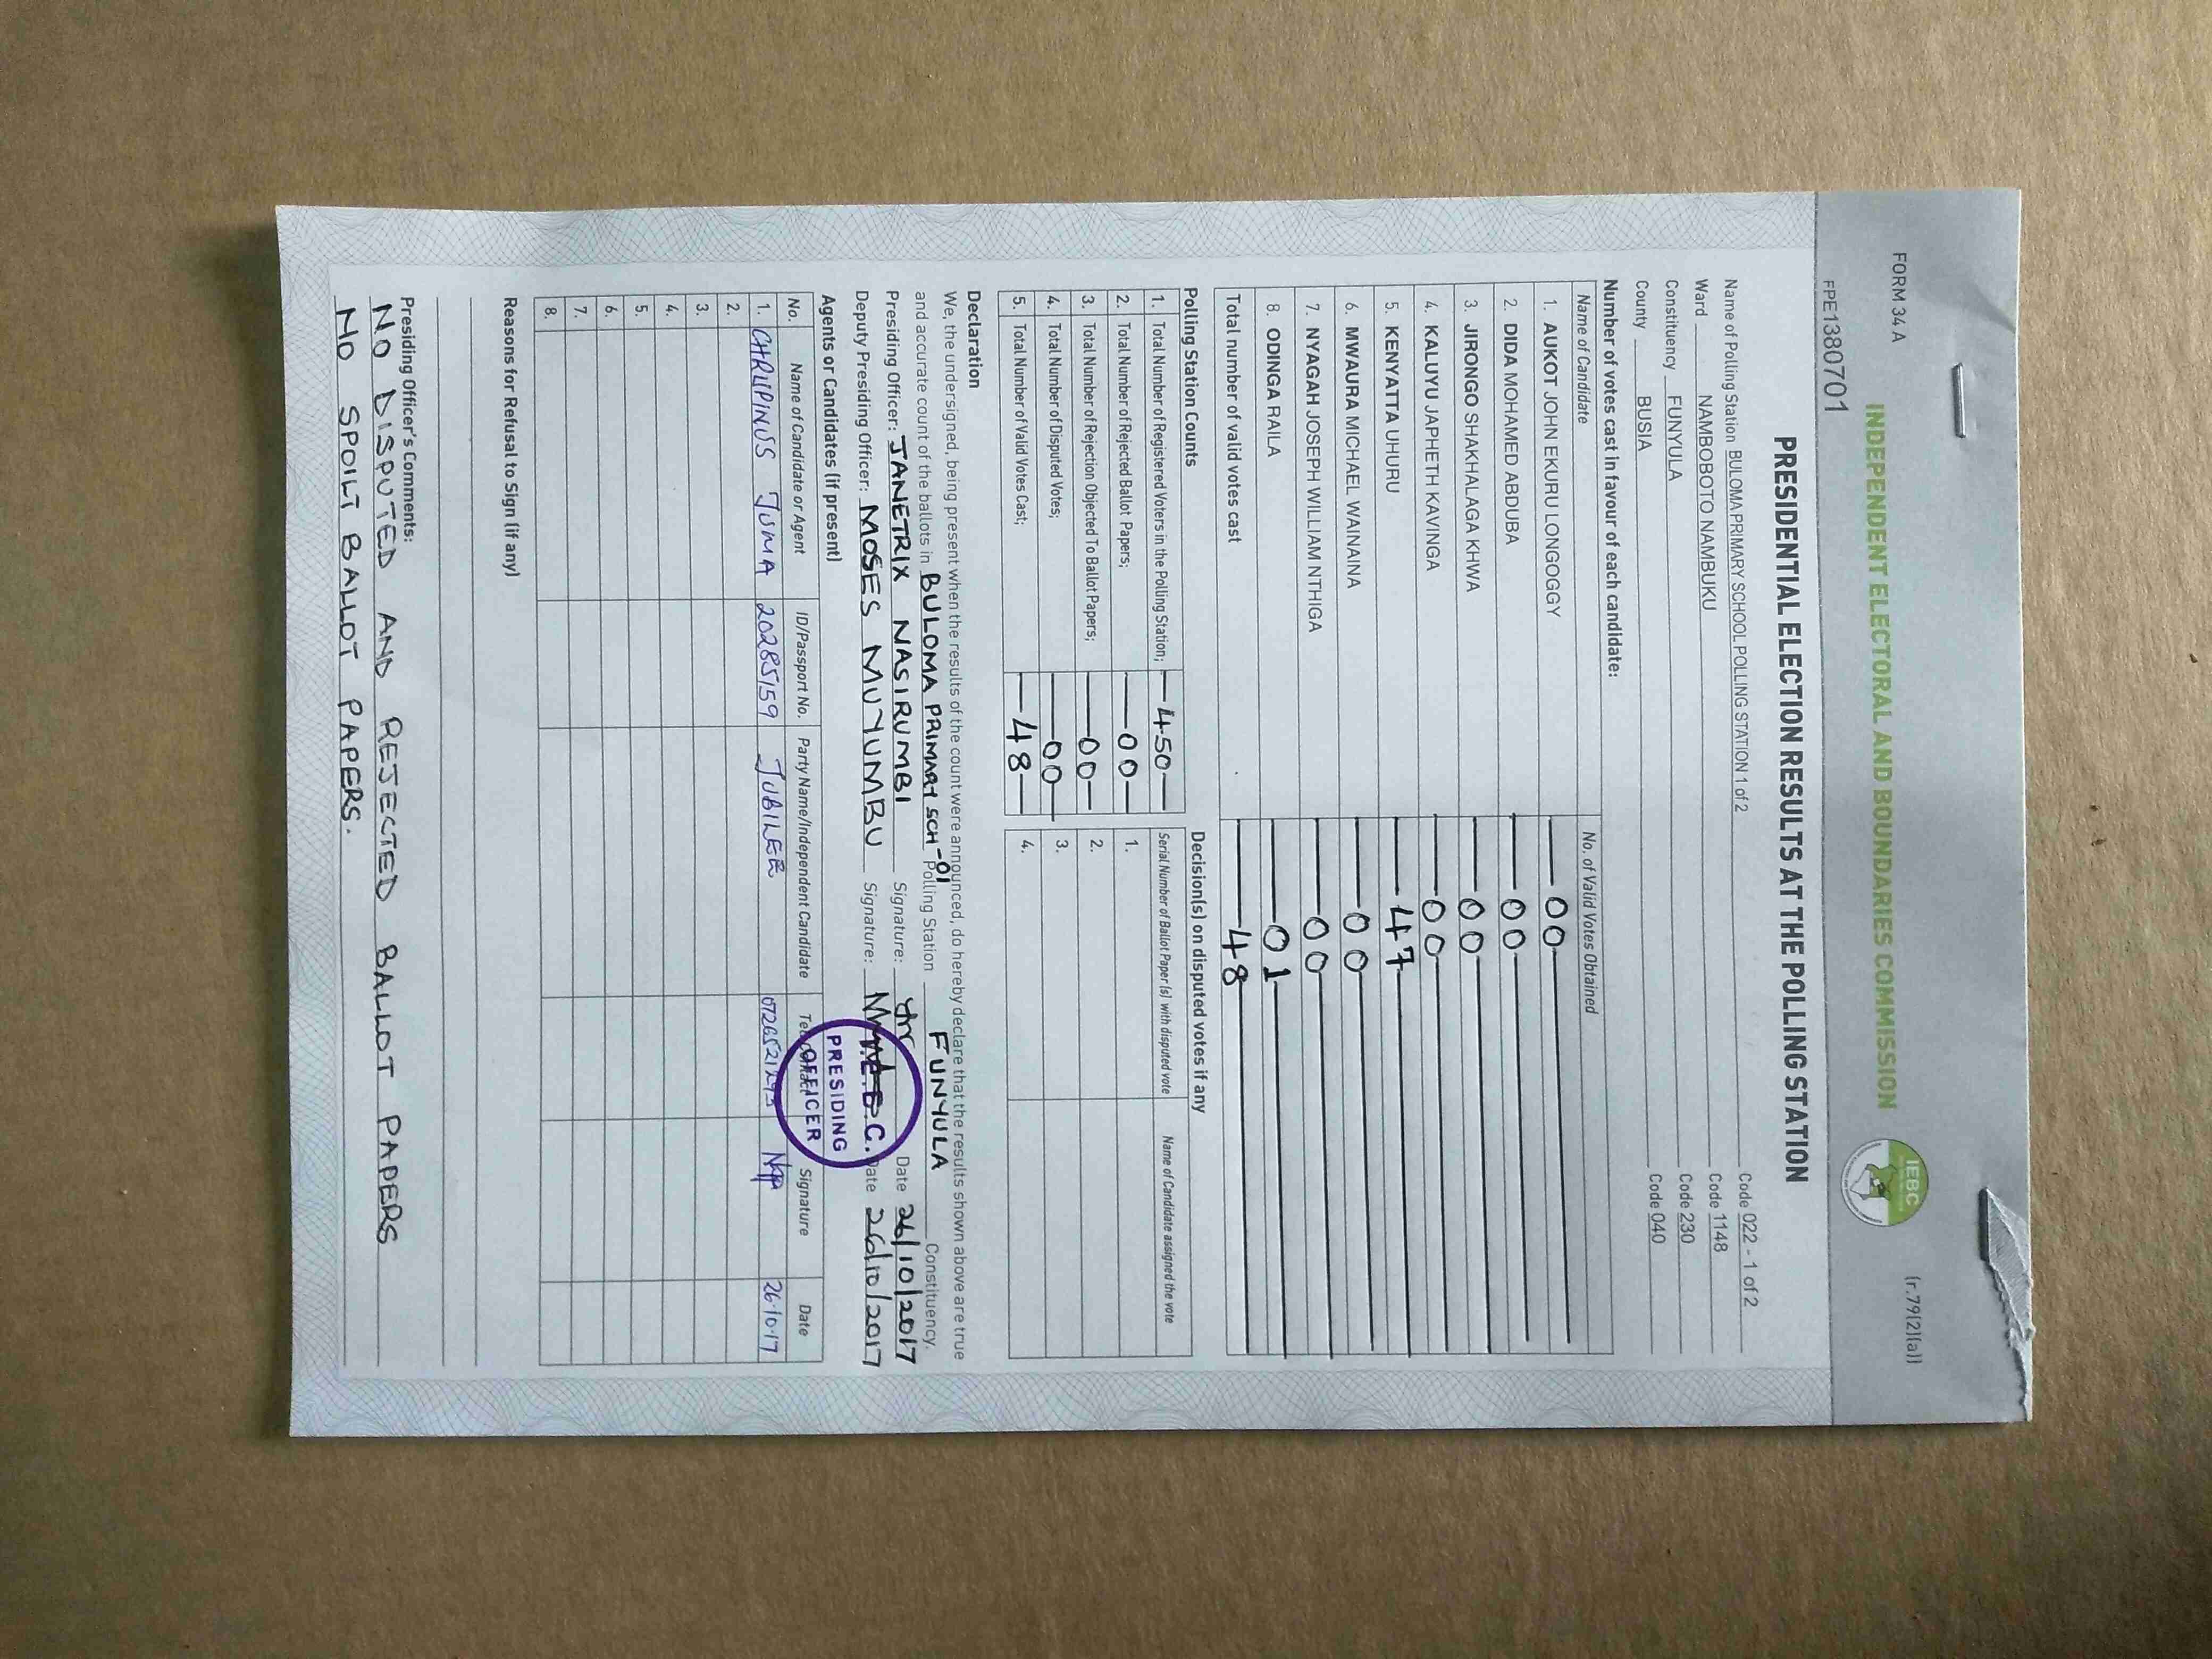 FORM 34 A
(r.79(2)(a))
INDEPENDENT ELECTORAL AND BOUNDARIES COMMISSION
IEBC
FPE1380701
PRESIDENTIAL ELECTION RESULTS AT THE POLLING STATION
Name of Polling Station BULOMA PRIMARY SCHOOL POLLING STATION 1 of 2 Code 022 - 1 of 2
Ward NAMBOBOTO NAMBUKU Code 1148
Constituency FUNYULA Code 230
County BUSIA Code 040
Number of votes cast in favour of each candidate:
Name of Candidate No. of Valid Votes Obtained
1. AUKOT JOHN EKURU LONGOGGY 00
2. DIDA MOHAMED ABDUBA 00
3. JIRONGO SHAKHALAGA KHWA 00
4. KALUYU JAPHETH KAVINGA 00
5. KENYATTA UHURU 47
6. MWAURA MICHAEL WAINAINA 00
7. NYAGAH JOSEPH WILLIAM NTHIGA 00
8. ODINGA RAILA 01
Total number of valid votes cast 48
Polling Station Counts
1. Total Number of Registered Voters in the Polling Station; 450
2. Total Number of Rejected Ballot Papers; 00
3. Total Number of Rejection Objected To Ballot Papers; 00
4. Total Number of Disputed Votes; 00
5. Total Number of Valid Votes Cast; 48
Decision(s) on disputed votes if any
Serial Number of Ballot Paper (s) with disputed vote Name of Candidate assigned the vote
1.
2.
3.
4.
Declaration
We, the undersigned, being present when the results of the count were announced, do hereby declare that the results shown above are true
and accurate count of the ballots in BULOMA PRIMARY SCH -01 Polling Station FUNYULA Constituency.
Presiding Officer: JANETRIX NASIRUMBI Signature: Date 26/10/2017
Deputy Presiding Officer: MOSES MUYUMBU Signature: Date 26/10/2017
PRESIDING
OFFICER
Agents or Candidates (if present)
No. Name of Candidate or Agent ID/Passport No. Party Name/Independent Candidate Signature Date
1. JUMA 20285159 JUBILEE 26·10·17
2.
3
4.
5.
6.
7.
8.
Reasons for Refusal to Sign (if any)
Presiding Officer's Comments:
NO DISPUTED AND REJECTED BALLOT PAPERS
NO SPOILT BALLOT PAPERS.